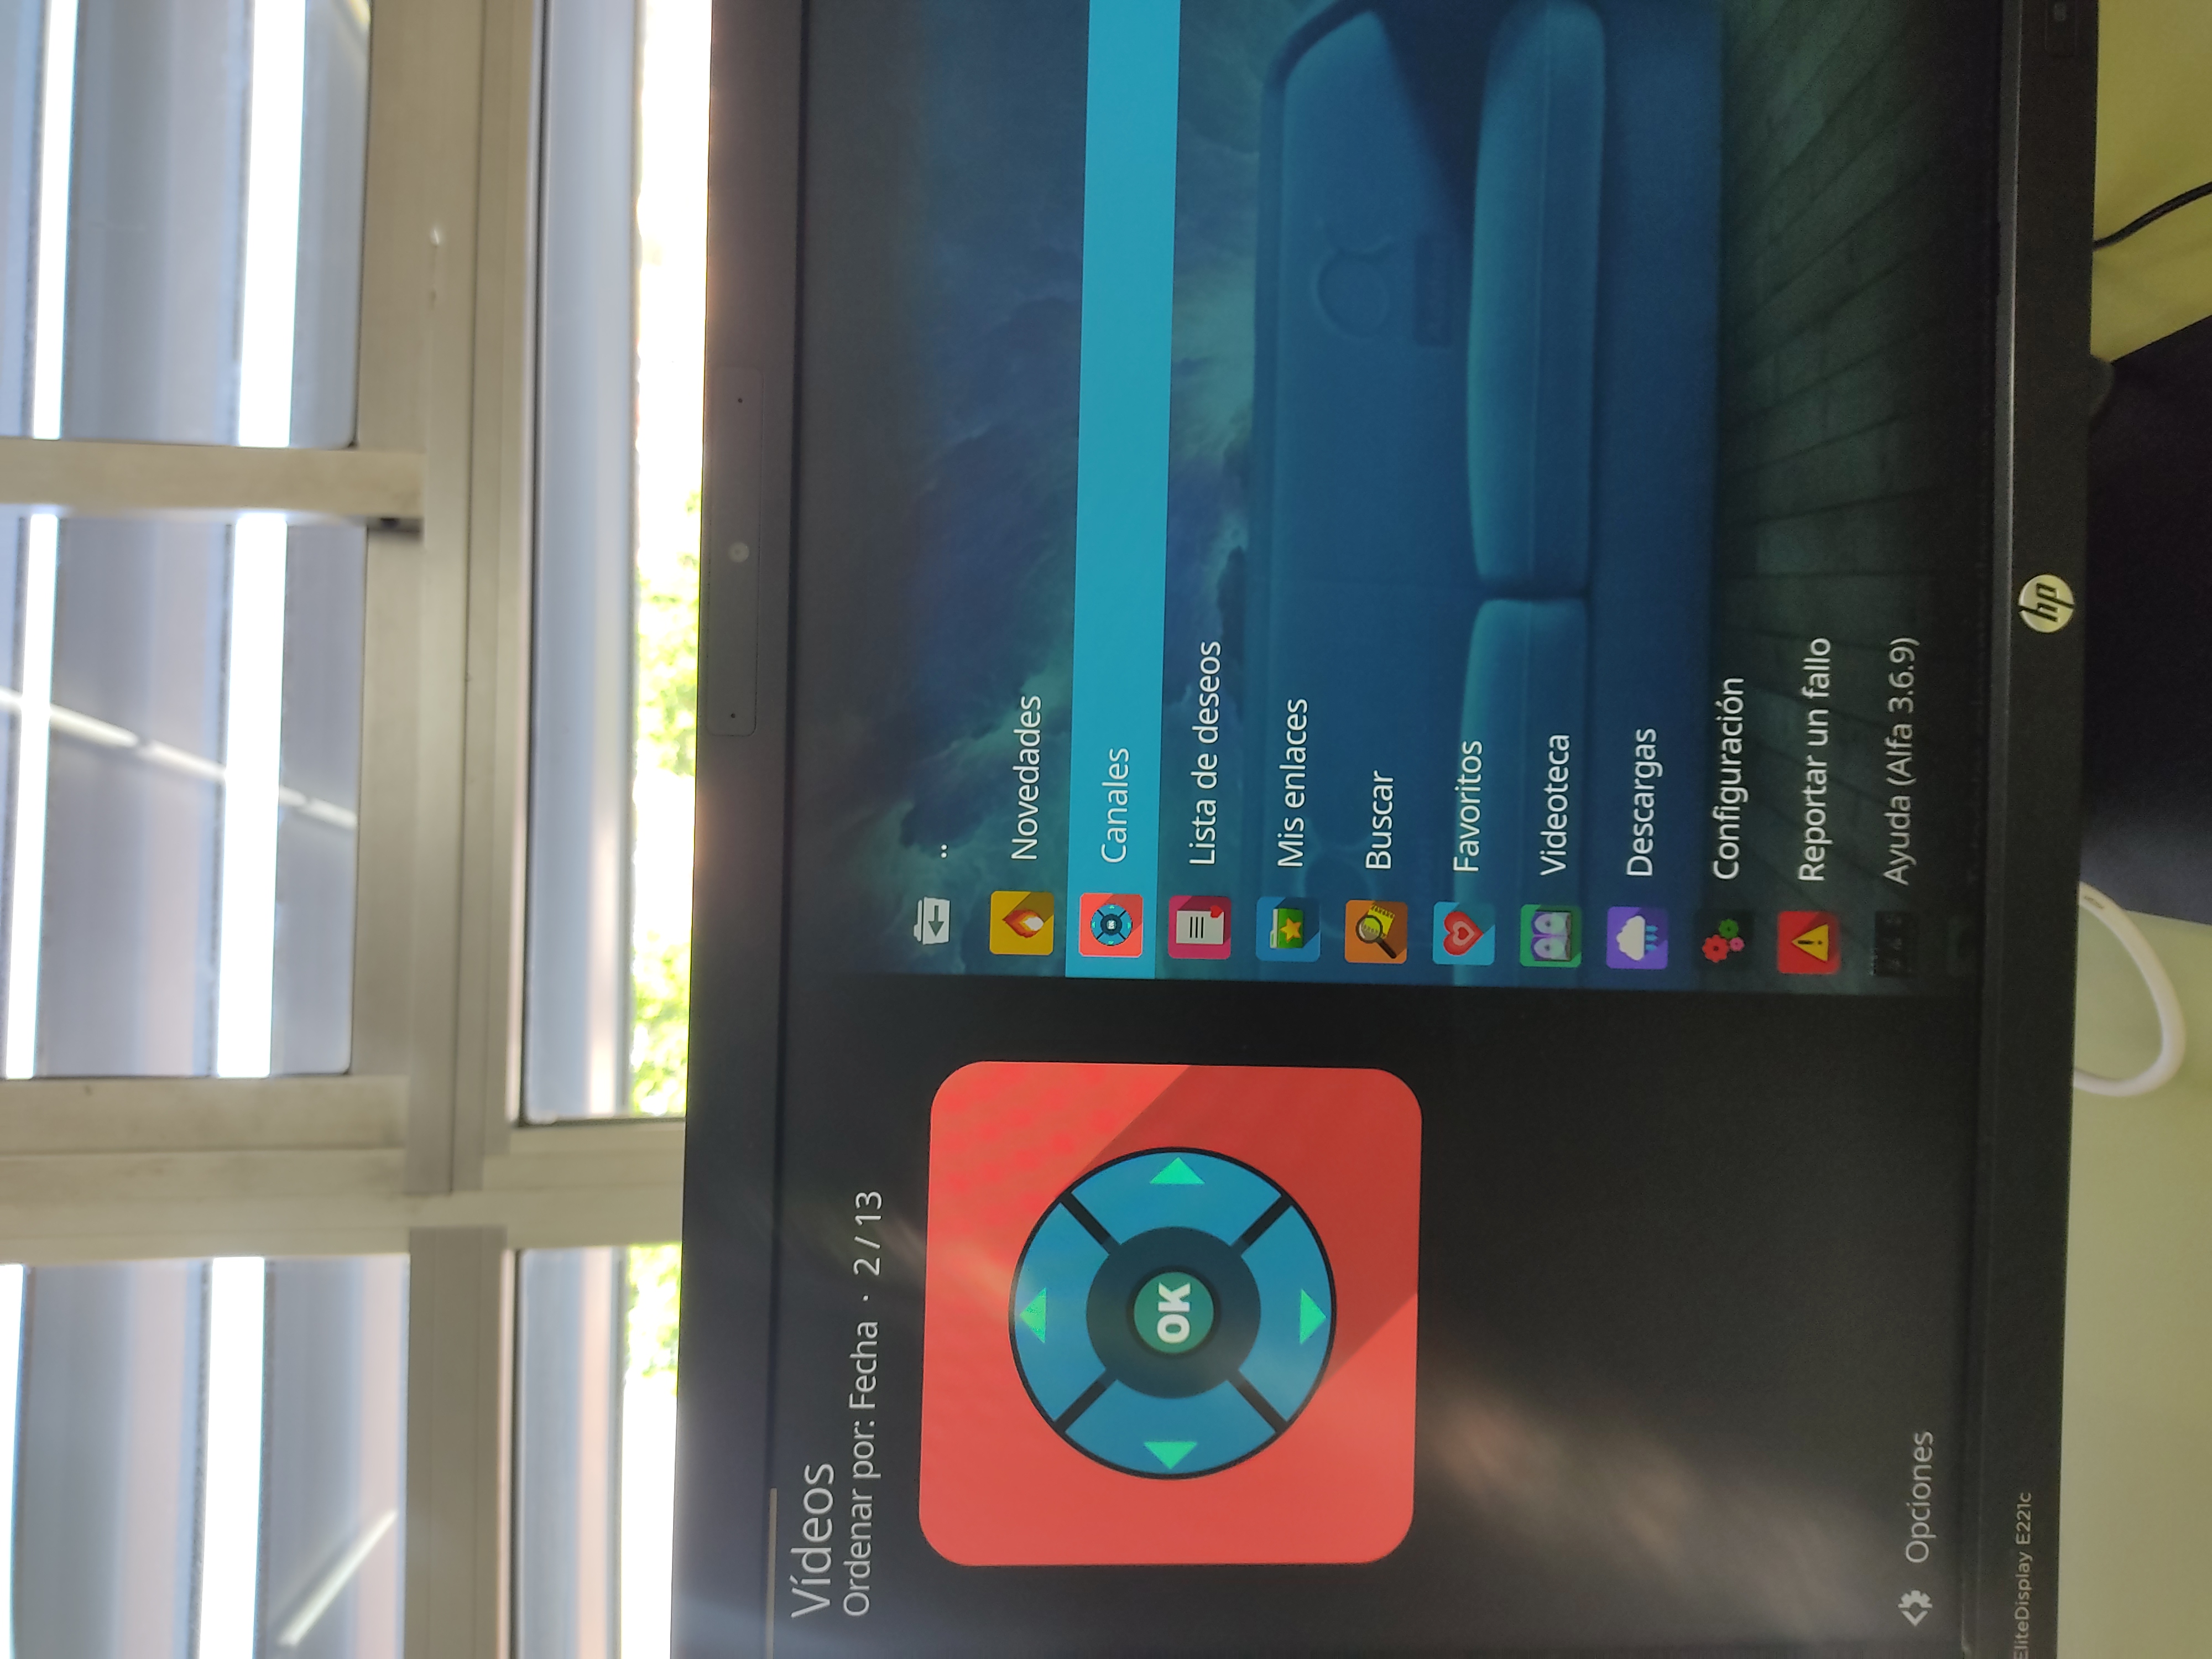 Vídeos
Ordenar por: Fecha · 2 / 13
OK
..
Novedades
Canales
Lista de deseos
Mis enlaces
Buscar
Favoritos
Videoteca
Descargas
Configuración
Reportar un fallo
Ayuda (Alfa 3.6.9)
Opciones
EliteDisplay E221c
hp